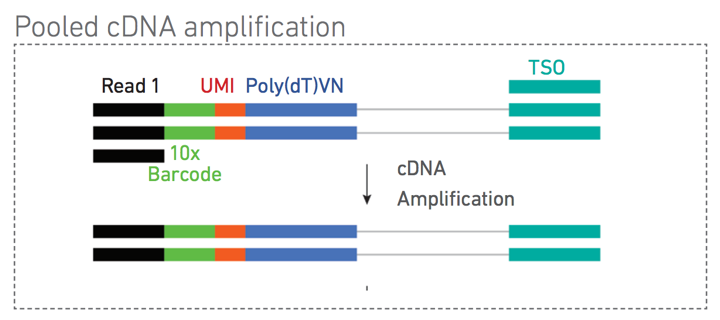 Pooled cDNA amplification
TSO
Read 1 UMI Poly(dT)VN
10x
Barcode
cDNA
Amplification